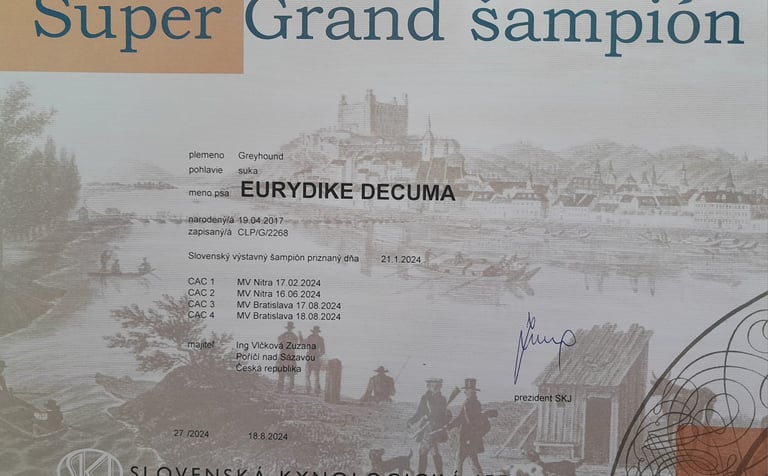 Super Grand šampión
plemeno Greyhound
pohlavie suka
meno psa EURYDIKE DECUMA
narodený/á 19.04.2017
zapísaný/á CLP/G/2268
Slovenský výstavný šampión priznaný dňa 21.1.2024
CAC 1 MV Nitra 17.02.2024
CAC 2 MV Nitra 16.06.2024
CAC 3 MV Bratislava 17.08.2024
CAC 4 MV Bratislava 18.08.2024
majiteľ Ing Vlčková Zuzana
Poříčí nad Sázavou
Česká republika
prezident SKJ
27 /2024 18.8.2024
SKJ SLOVENSKÁ KYNOLOGICKÁ